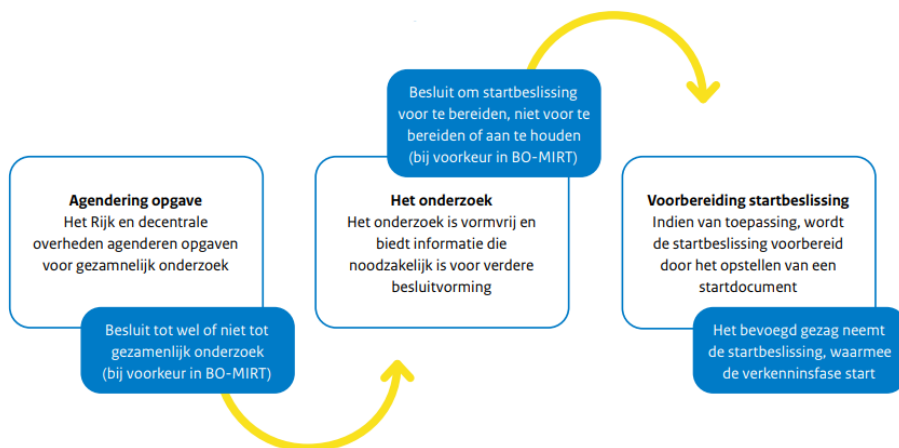 Besluit om startbeslissing
voor te bereiden, niet voor te
bereiden of aan te houden
(bij voorkeur in BO-MIRT)
Agendering opgave
Het Rijk en decentrale
overheden agenderen opgaven
voor gezamnelijk onderzoek
Besluit tot wel of niet tot
gezamenlijk onderzoek
(bij voorkeur in BO-MIRT)
Het onderzoek
Het onderzoek is vormvrij en
biedt informatie die
noodzakelijk is voor verdere
besluitvorming
Voorbereiding startbeslissing
Indien van toepassing, wordt
de startbeslissing voorbereid
door het opstellen van een
startdocument
Het bevoegd gezag neemt
de startbeslissing, waarmee
de verkenninsfase start